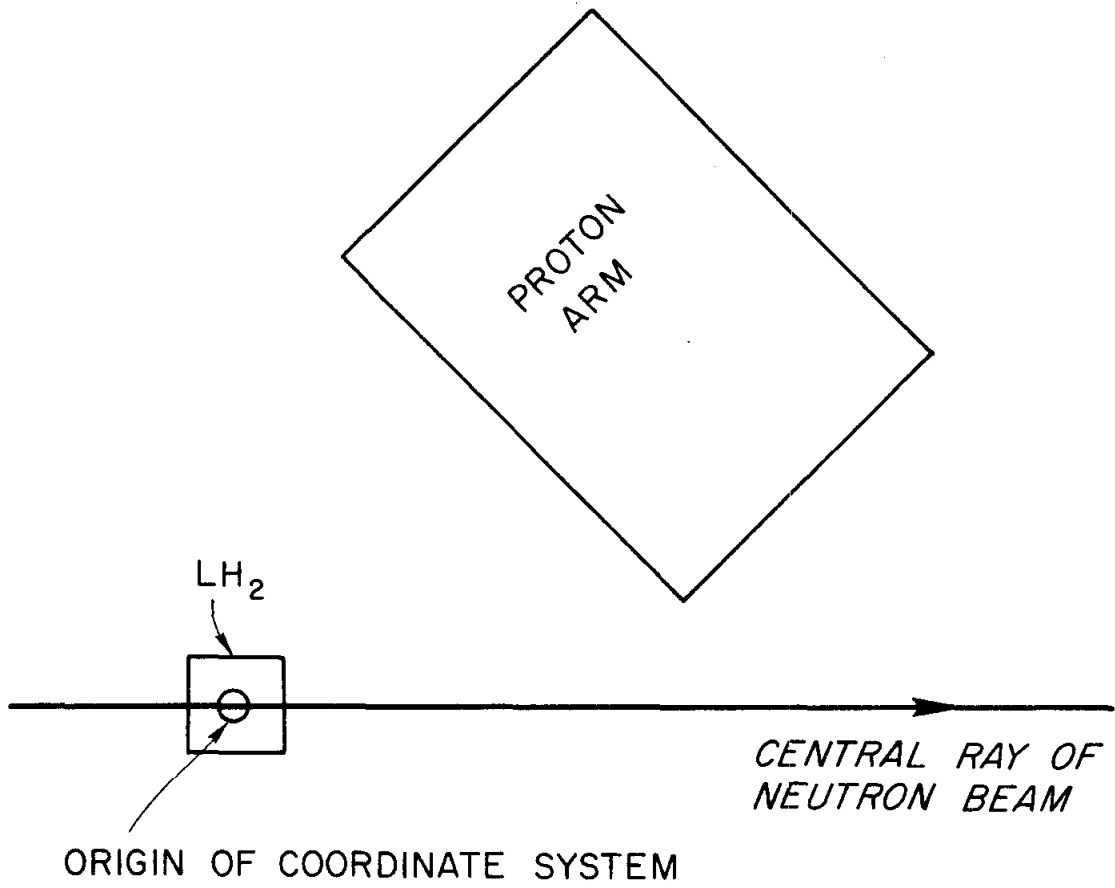 PROTON
ARM
LH₂
CENTRAL RAY OF
NEUTRON BEAM
ORIGIN OF COORDINATE SYSTEM